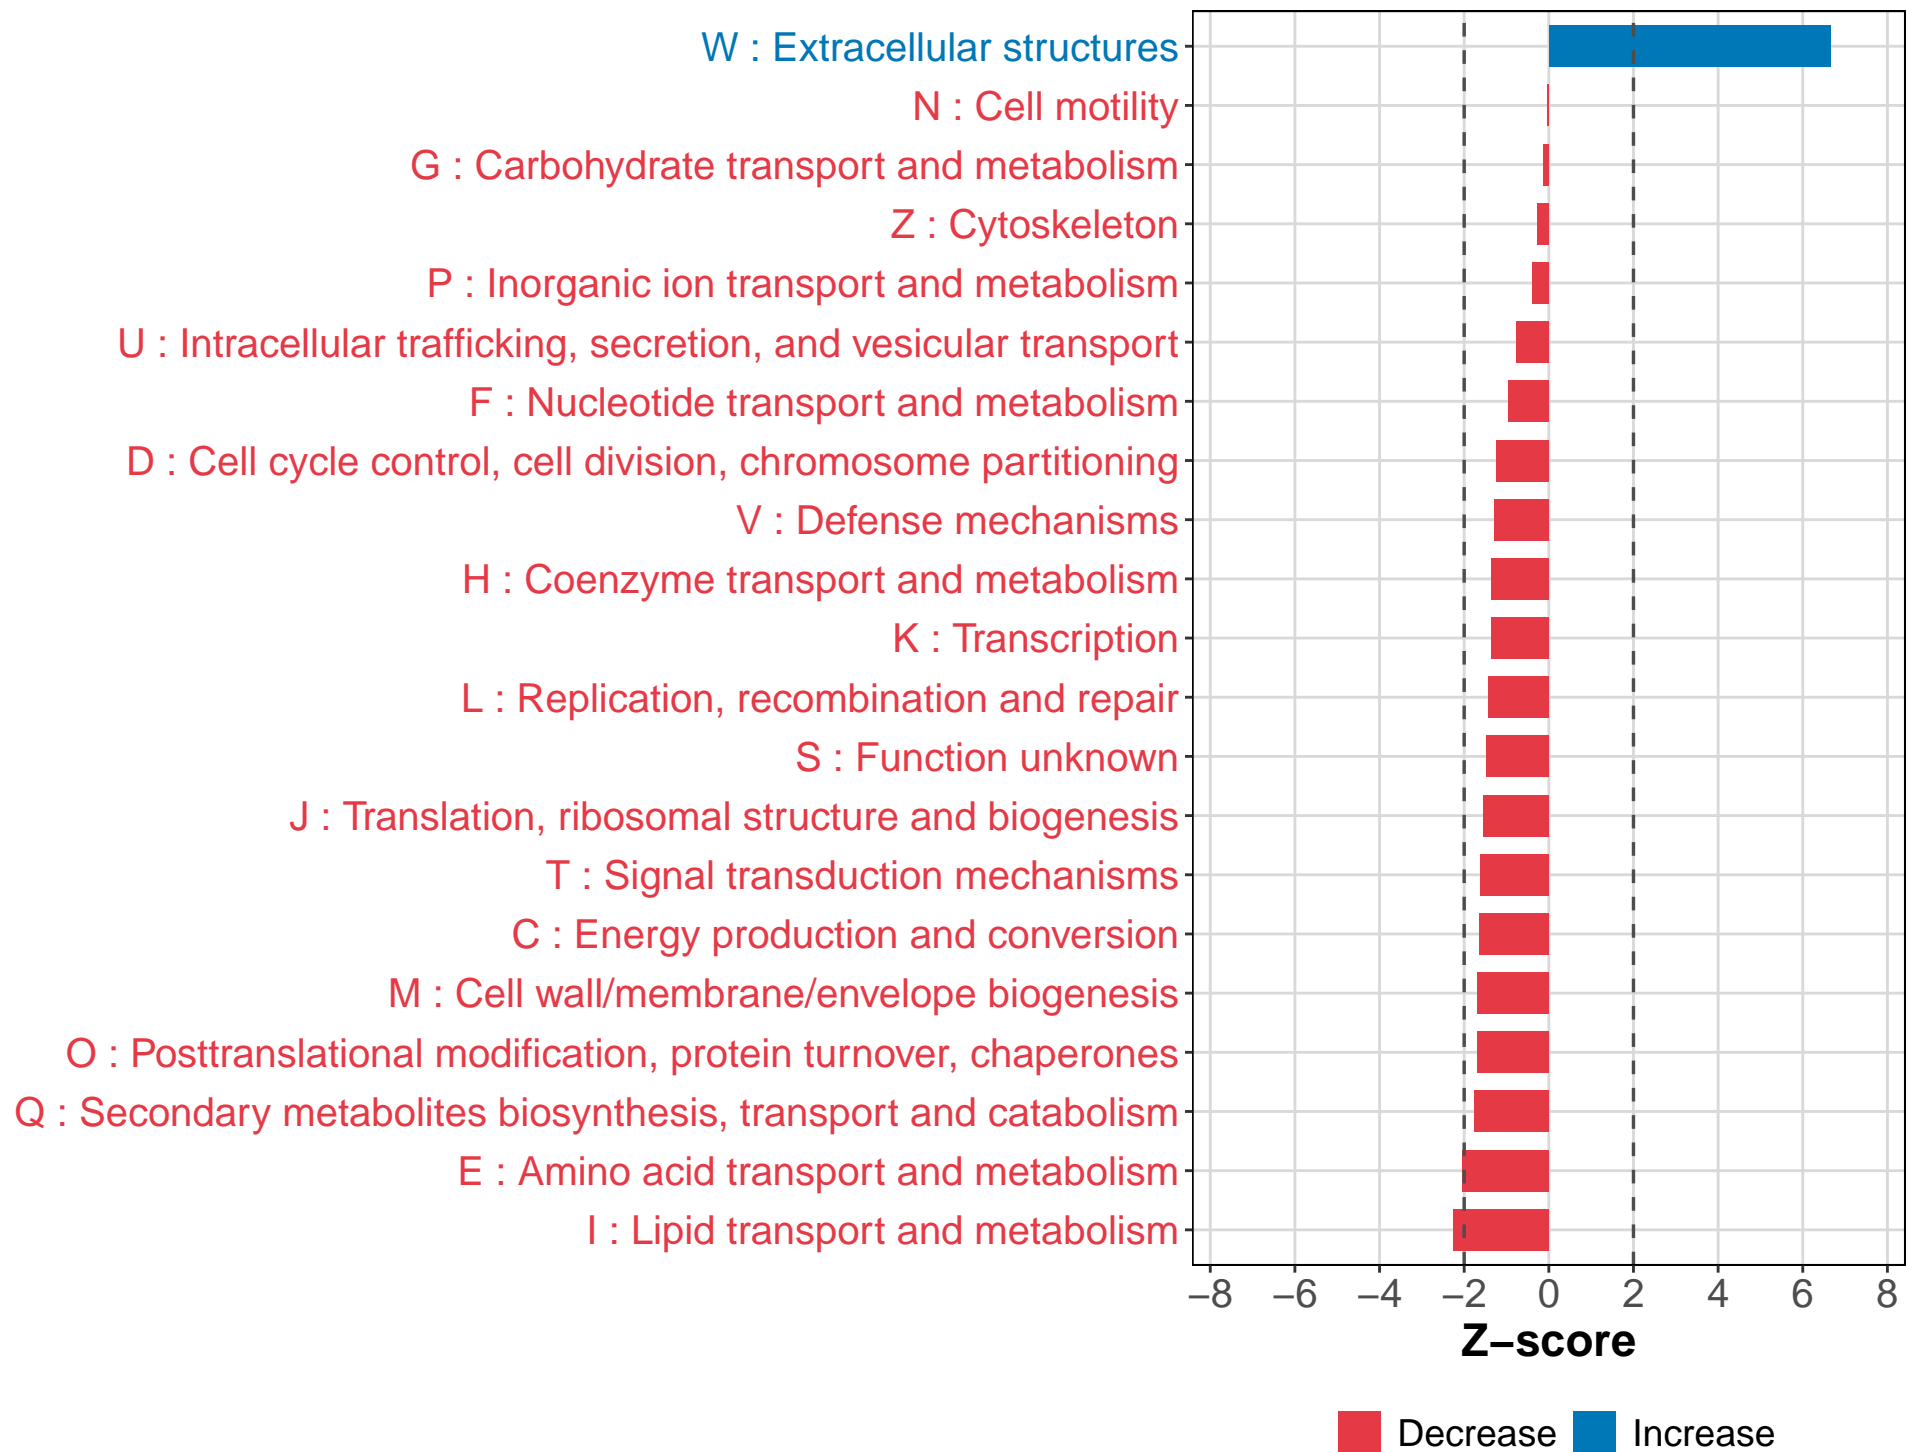 W : Extracellular structures
N : Cell motility
G : Carbohydrate transport and metabolism
Z : Cytoskeleton
P : Inorganic ion transport and metabolism
U : Intracellular trafficking, secretion, and vesicular transport
F : Nucleotide transport and metabolism
D : Cell cycle control, cell division, chromosome partitioning
V : Defense mechanisms
H : Coenzyme transport and metabolism
K : Transcription
L : Replication, recombination and repair
S : Function unknown
J : Translation, ribosomal structure and biogenesis
T : Signal transduction mechanisms
C : Energy production and conversion
M : Cell wall/membrane/envelope biogenesis
O : Posttranslational modification, protein turnover, chaperones
Q : Secondary metabolites biosynthesis, transport and catabolism
E : Amino acid transport and metabolism
I : Lipid transport and metabolism
−8 −6 −4 −2 0 2 4 6 8
Z−score
Decrease Increase